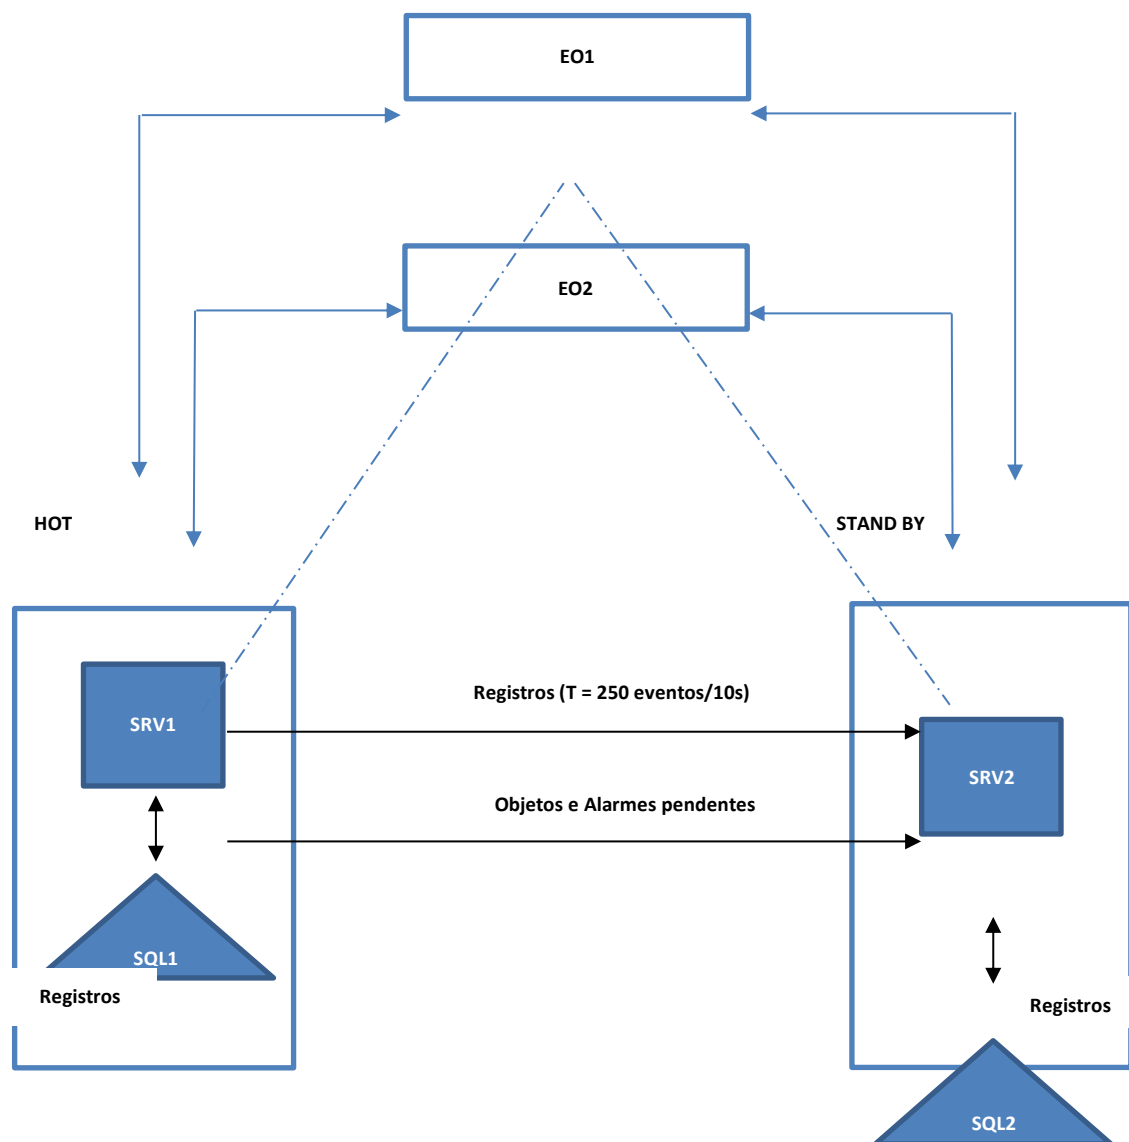 EO1
EO2
HOT
STAND BY
Registros (T = 250 eventos/10s)
SRV1
SRV2
Objetos e Alarmes pendentes
SQL1
Registros
Registros
SQL2